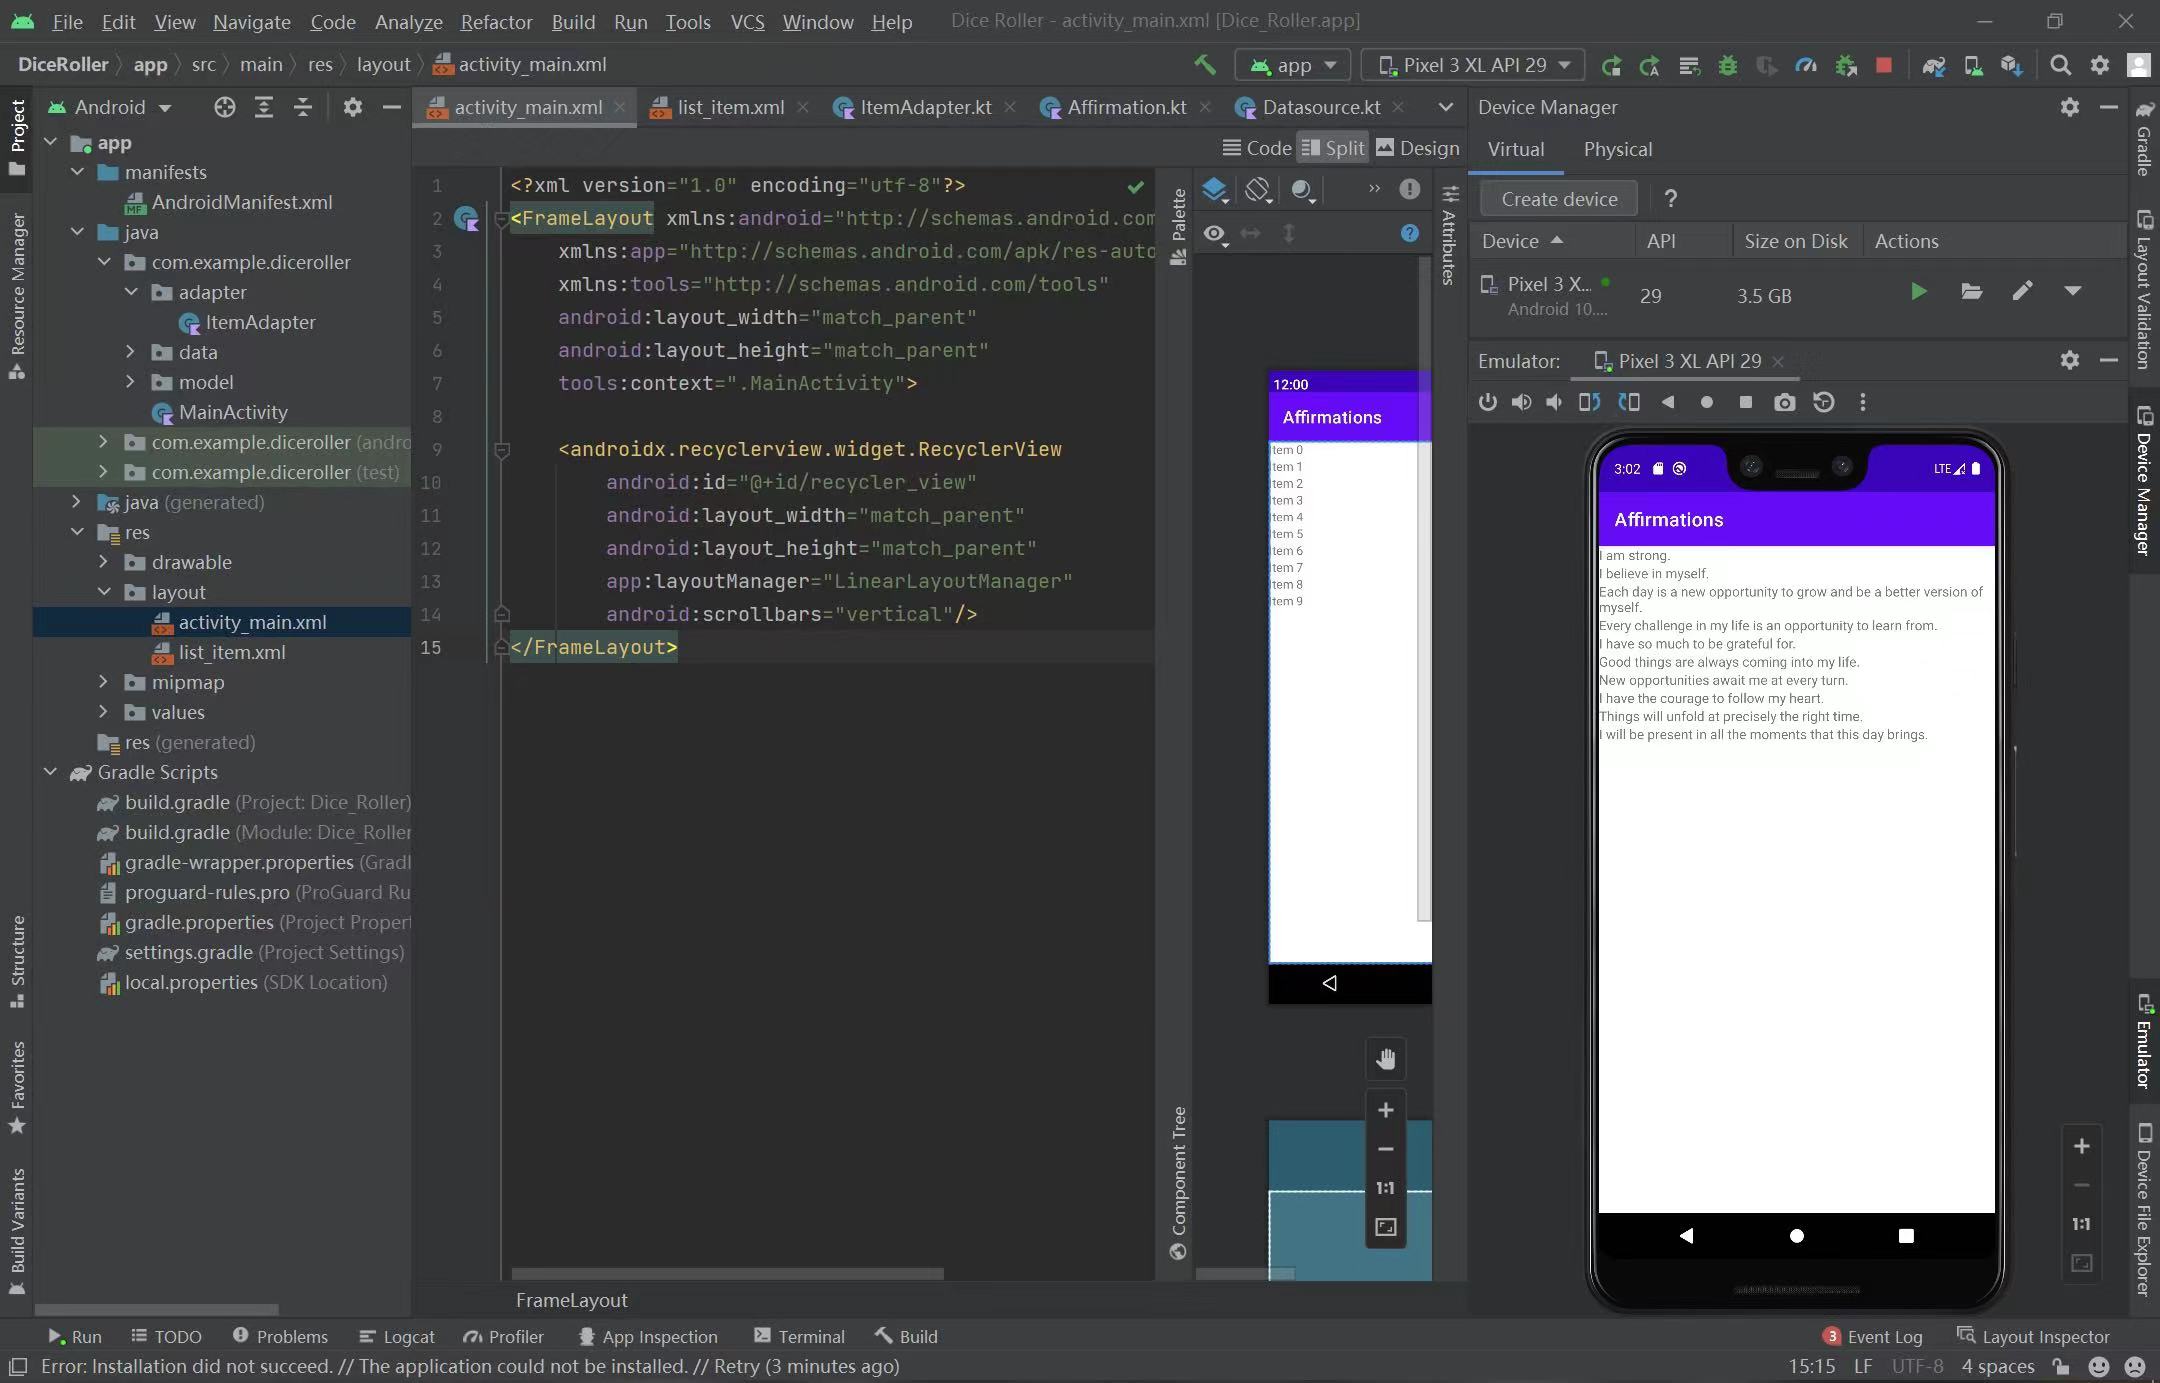 File Edit View Navigate Code Analyze Refactor Build Run Tools VCS Window Help Dice Roller - activity_main.xml [Dice_Roller.app]
DiceRoller app src main res layout activity_main.xml app Pixel 3 XL API 29
Project
Resource Manager
Structure
Favorites
Build Variants
Android
app
manifests
AndroidManifest.xml
java
com.example.diceroller
adapter
ItemAdapter
data
model
MainActivity
com.example.diceroller (andro
com.example.diceroller (test)
java (generated)
res
drawable
layout
activity_main.xml
list_item.xml
mipmap
values
res (generated)
Gradle Scripts
build.gradle (Project: Dice_Roller)
build.gradle (Module: Dice_Roller
gradle-wrapper.properties (Gradl
proguard-rules.pro (ProGuard Ru
gradle.properties (Project Propert
settings.gradle (Project Settings)
local.properties (SDK Location)
activity_main.xml list_item.xml ItemAdapter.kt Affirmation.kt Datasource.kt
Code Split Design
1 <?xml version="1.0" encoding="utf-8"?>
2 <FrameLayout xmlns:android="http://schemas.android.com
3 xmlns:app="http://schemas.android.com/apk/res-auto
4 xmlns:tools="http://schemas.android.com/tools"
5 android:layout_width="match_parent"
6 android:layout_height="match_parent"
7 tools:context=".MainActivity">
8
9 <androidx.recyclerview.widget.RecyclerView
10 android:id="@+id/recycler_view"
11 android:layout_width="match_parent"
12 android:layout_height="match_parent"
13 app:layoutManager="LinearLayoutManager"
14 android:scrollbars="vertical"/>
15 </FrameLayout>
FrameLayout
Palette
Component Tree
12:00
Affirmations
Item 0
Item 1
Item 2
Item 3
Item 4
Item 5
Item 6
Item 7
Item 8
Item 9
1:1
Attributes
Device Manager
Virtual Physical
Create device ?
Device API Size on Disk Actions
Pixel 3 X... 29 3.5 GB
Android 10....
Emulator: Pixel 3 XL API 29
3:02 LTE
Affirmations
I am strong.
I believe in myself.
Each day is a new opportunity to grow and be a better version of
myself.
Every challenge in my life is an opportunity to learn from.
I have so much to be grateful for.
Good things are always coming into my life.
New opportunities await me at every turn.
I have the courage to follow my heart.
Things will unfold at precisely the right time.
I will be present in all the moments that this day brings.
1:1
Gradle
Layout Validation
Device Manager
Emulator
Device File Explorer
Run TODO Problems Logcat Profiler App Inspection Terminal Build 3 Event Log Layout Inspector
Error: Installation did not succeed. // The application could not be installed. // Retry (3 minutes ago) 15:15 LF UTF-8 4 spaces